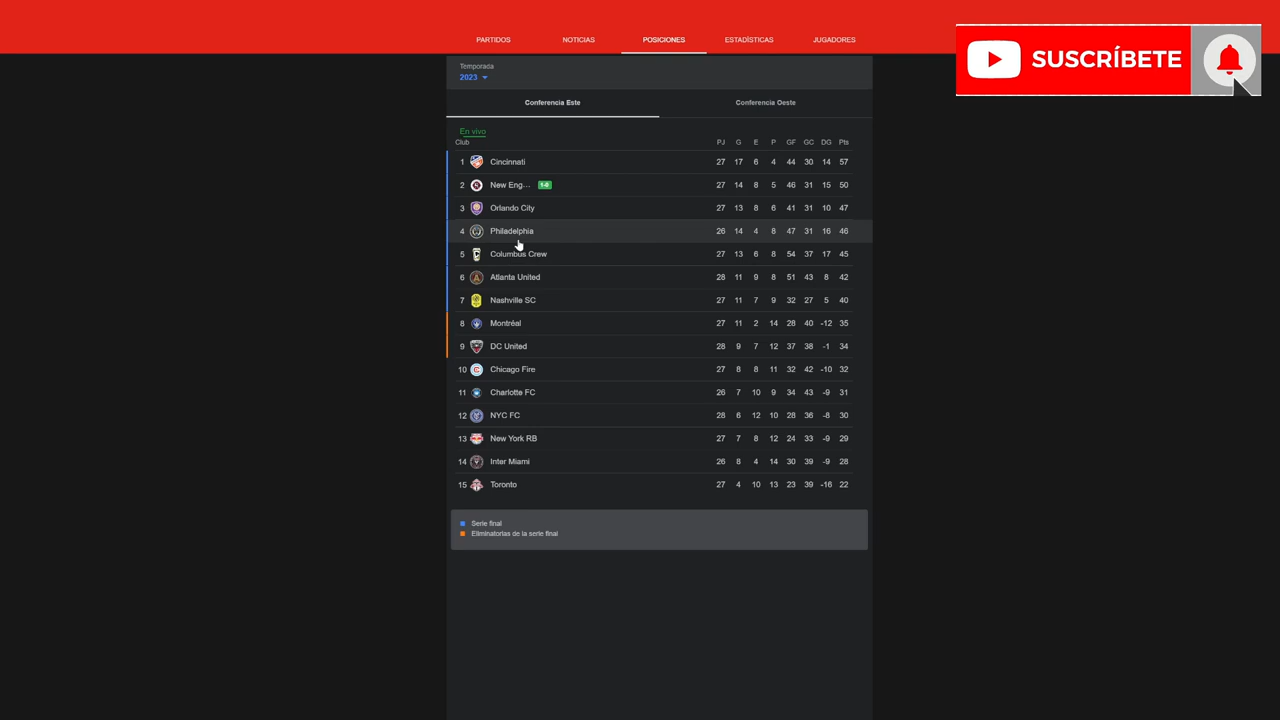 PARTIDOS NOTICIAS POSICIONES ESTADÍSTICAS JUGADORES
SUSCRÍBETE
Temporada
2023
Conferencia Este Conferencia Oeste
En vivo
Club PJ G E P GF GC DG Pts
1 Cincinnati 27 17 6 4 44 30 14 57
2 New Eng... 1-0 27 14 8 5 46 31 15 50
3 Orlando City 27 13 8 6 41 31 10 47
4 Philadelphia 26 14 4 8 47 31 16 46
5 Columbus Crew 27 13 6 8 54 37 17 45
6 Atlanta United 28 11 9 8 51 43 8 42
7 Nashville SC 27 11 7 9 32 27 5 40
8 Montréal 27 11 2 14 28 40 -12 35
9 DC United 28 9 7 12 37 38 -1 34
10 Chicago Fire 27 8 8 11 32 42 -10 32
11 Charlotte FC 26 7 10 9 34 43 -9 31
12 NYC FC 28 6 12 10 28 36 -8 30
13 New York RB 27 7 8 12 24 33 -9 29
14 Inter Miami 26 8 4 14 30 39 -9 28
15 Toronto 27 4 10 13 23 39 -16 22
Serie final
Eliminatorias de la serie final